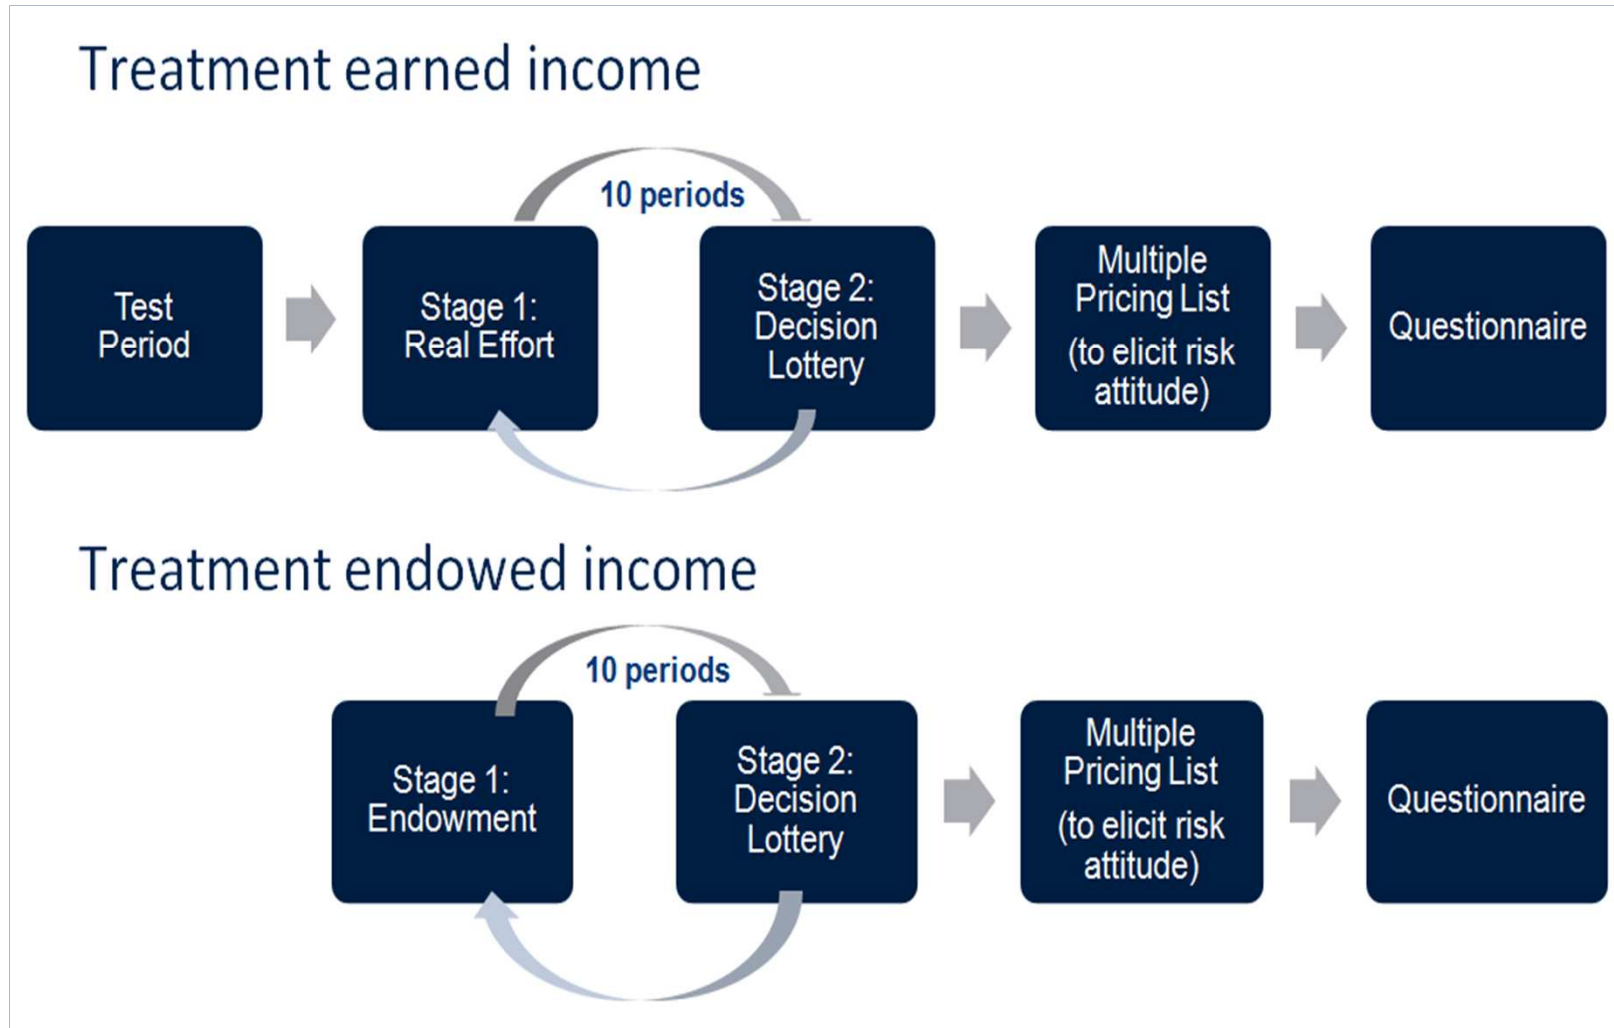 Treatment earned income
10 periods
Test
Period
Stage 1:
Real Effort
Stage 2:
Decision
Lottery
Multiple
Pricing List
(to elicit risk
attitude)
Questionnaire
Treatment endowed income
10 periods
Stage 1:
Endowment
Stage 2:
Decision
Lottery
Multiple
Pricing List
(to elicit risk
attitude)
Questionnaire